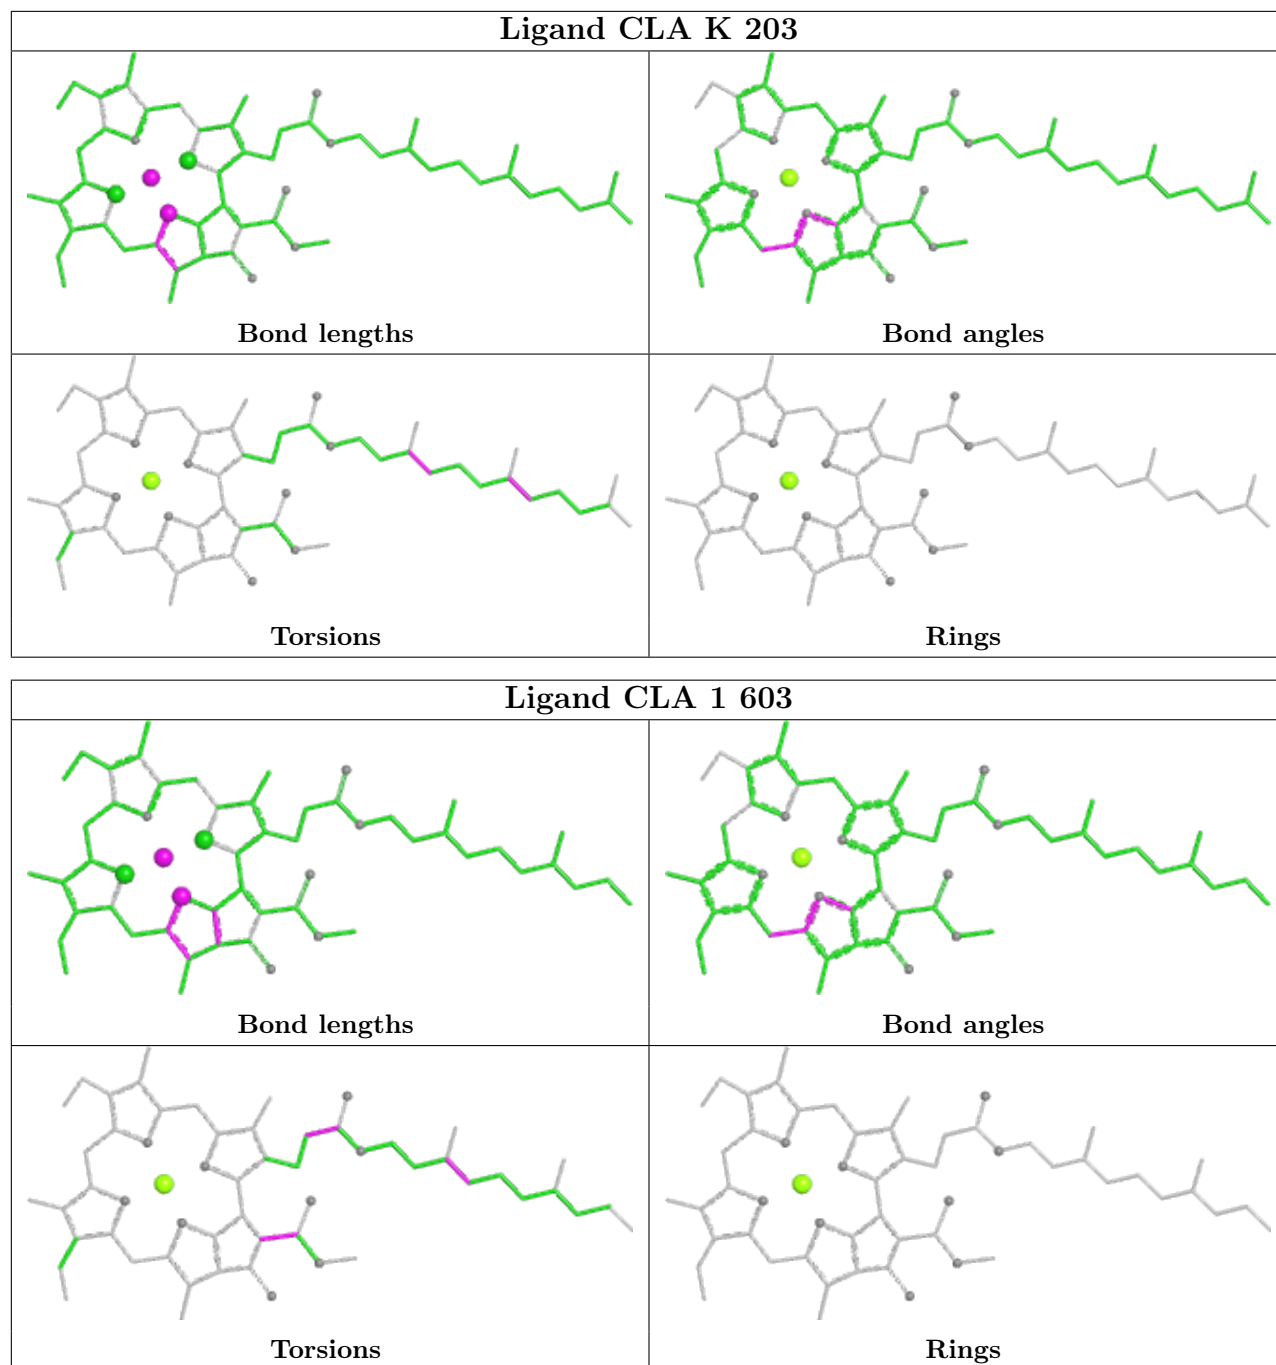 Ligand CLA K 203
Bond lengths
Bond angles
Torsions
Rings
Ligand CLA 1 603
Bond lengths
Bond angles
Torsions
Rings